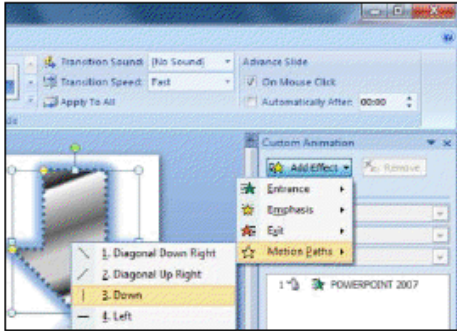 Transition Sound: [No Sound]
Advance Slide
Transition Speed: Fast
On Mouse Click
Apply To All
Automatically After: 00:00
Custom Animation
Add Effect
Remove
Entrance
Emphasis
Exit
Motion Paths
1. Diagonal Down Right
2. Diagonal Up Right
3. Down
4. Left
1 POWERPOINT 2007